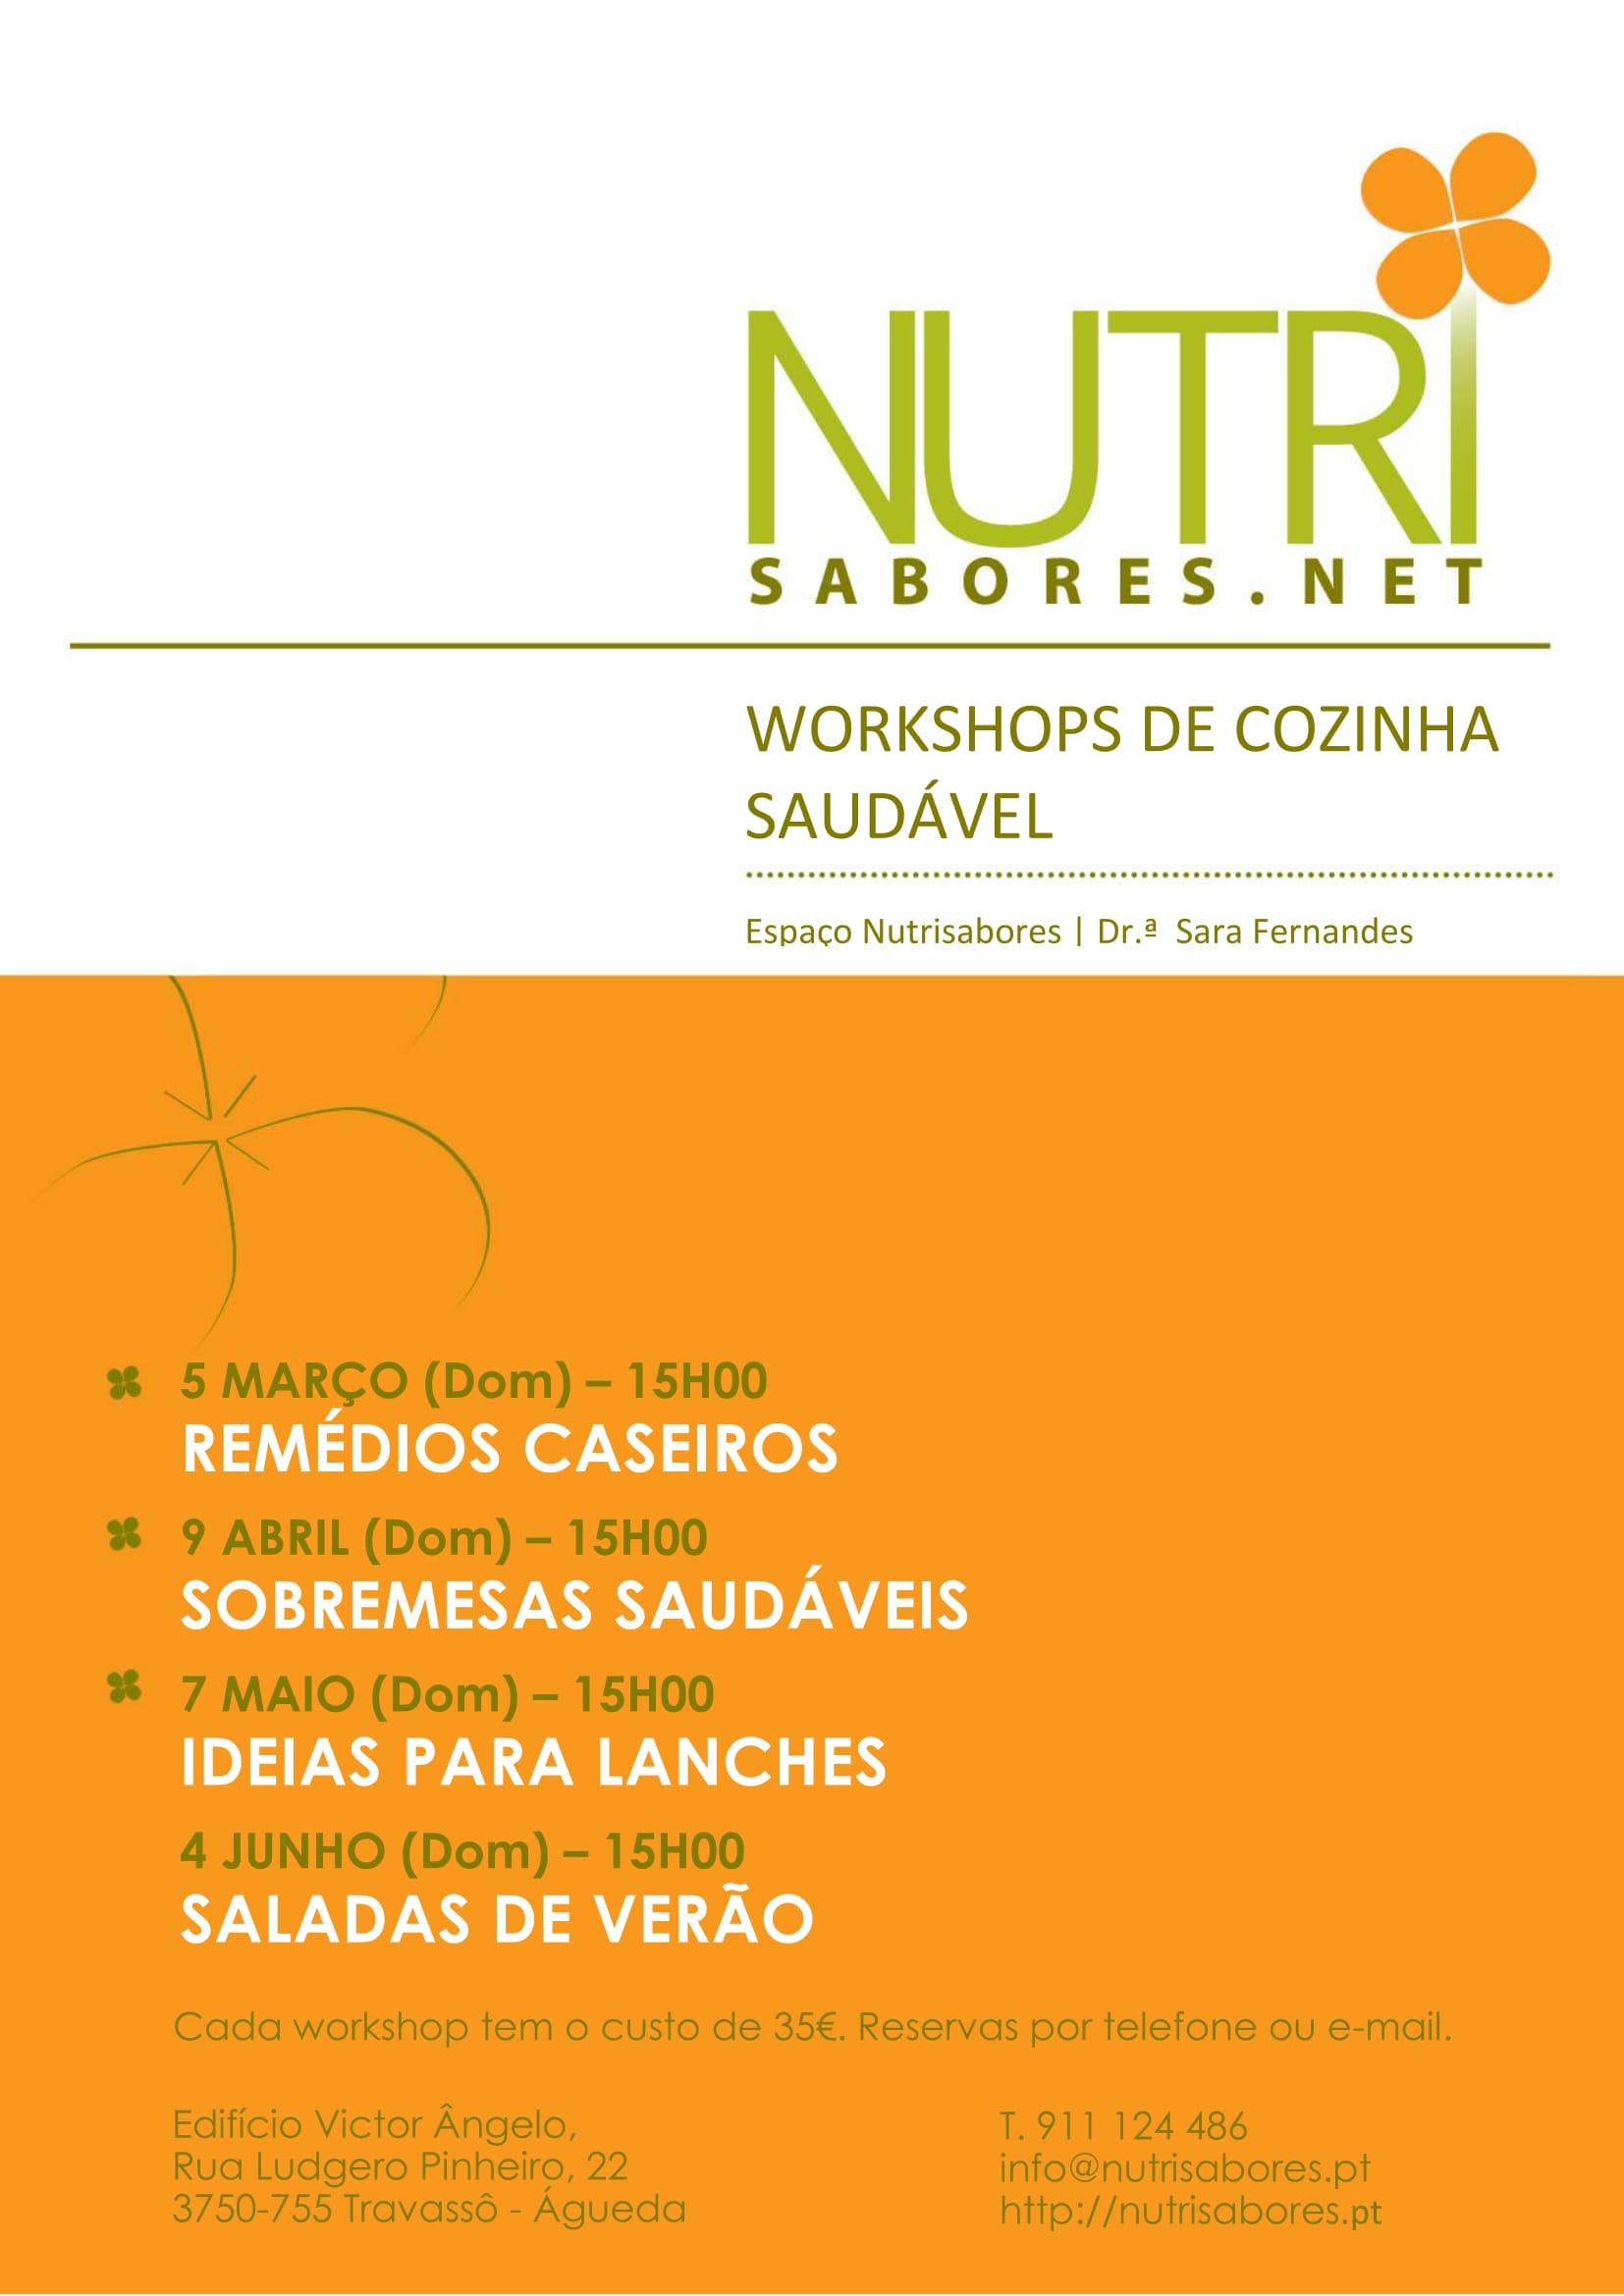 NUTRI
SABORES.NET
WORKSHOPS DE COZINHA
SAUDÁVEL
Espaço Nutrisabores | Dr.ª Sara Fernandes
5 MARÇO (Dom) – 15H00
REMÉDIOS CASEIROS
9 ABRIL (Dom) – 15H00
SOBREMESAS SAUDÁVEIS
7 MAIO (Dom) – 15H00
IDEIAS PARA LANCHES
4 JUNHO (Dom) – 15H00
SALADAS DE VERÃO
Cada workshop tem o custo de 35€. Reservas por telefone ou e-mail.
Edifício Victor Ângelo,
Rua Ludgero Pinheiro, 22
3750-755 Travassô - Águeda
T. 911 124 486
info@nutrisabores.pt
http://nutrisabores.pt